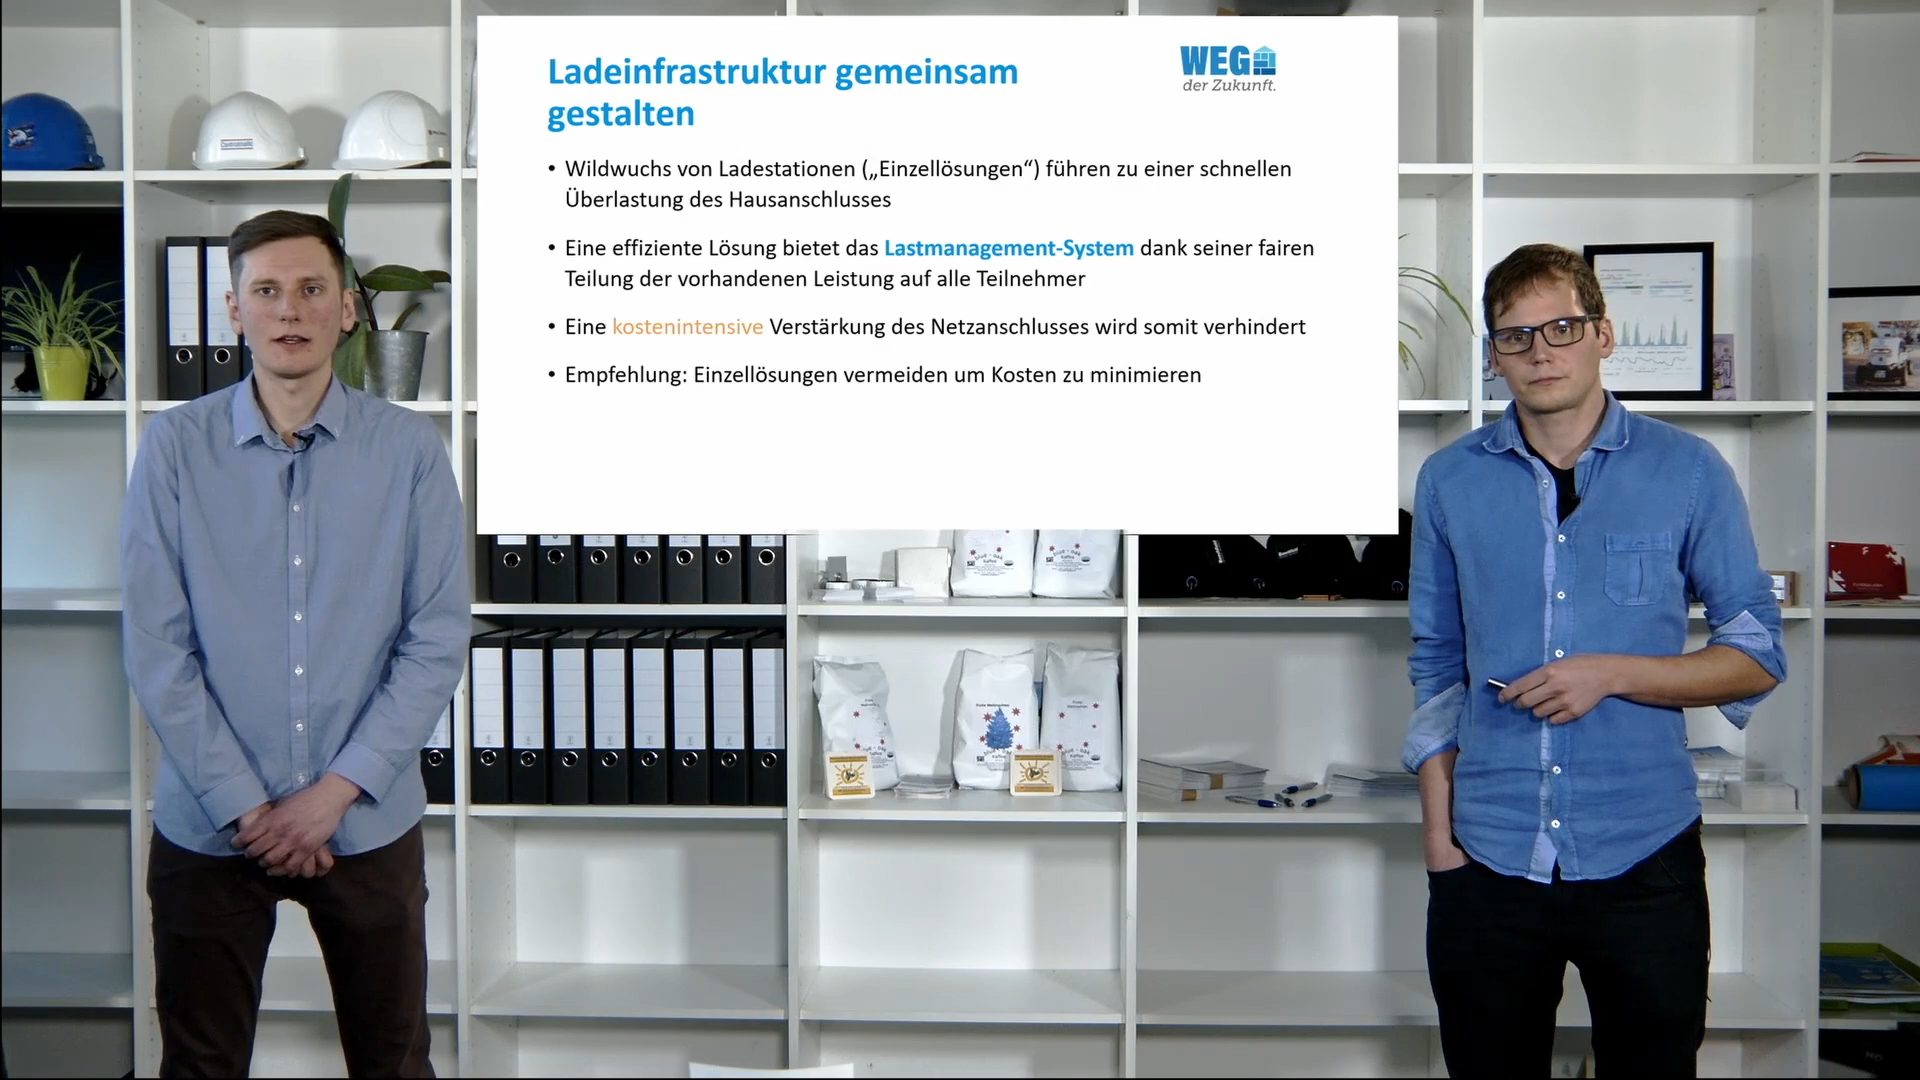 Ladeinfrastruktur gemeinsam
gestalten
WEG
der Zukunft.
• Wildwuchs von Ladestationen („Einzellösungen“) führen zu einer schnellen
Überlastung des Hausanschlusses
• Eine effiziente Lösung bietet das Lastmanagement-System dank seiner fairen
Teilung der vorhandenen Leistung auf alle Teilnehmer
• Eine kostenintensive Verstärkung des Netzanschlusses wird somit verhindert
• Empfehlung: Einzellösungen vermeiden um Kosten zu minimieren